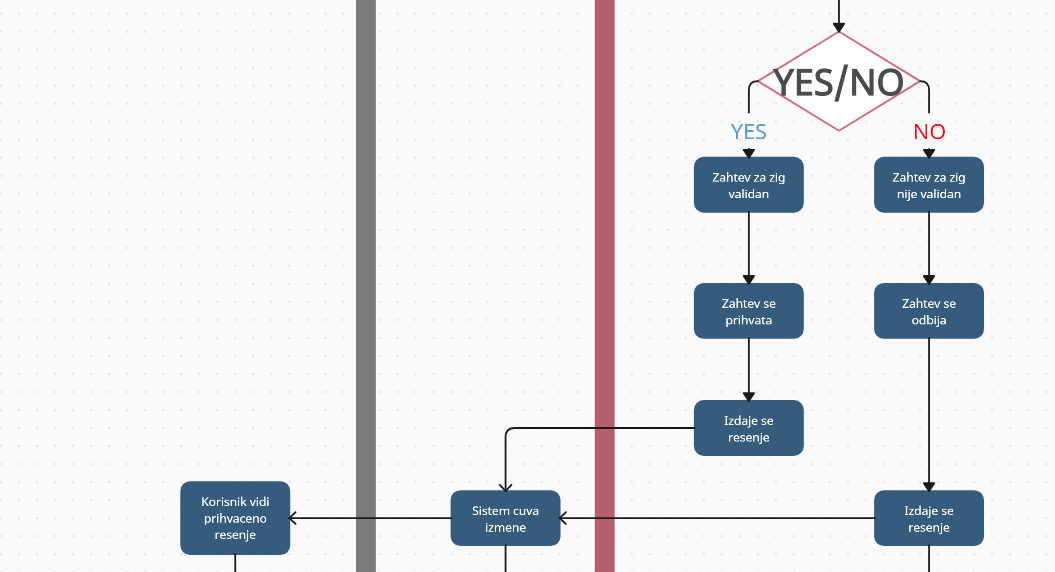 YES/NO
YES
NO
Zahtev za zig
validan
Zahtev za zig
nije validan
Zahtev se
prihvata
Zahtev se
odbija
Izdaje se
resenje
Korisnik vidi
prihvaceno
resenje
Sistem cuva
izmene
Izdaje se
resenje